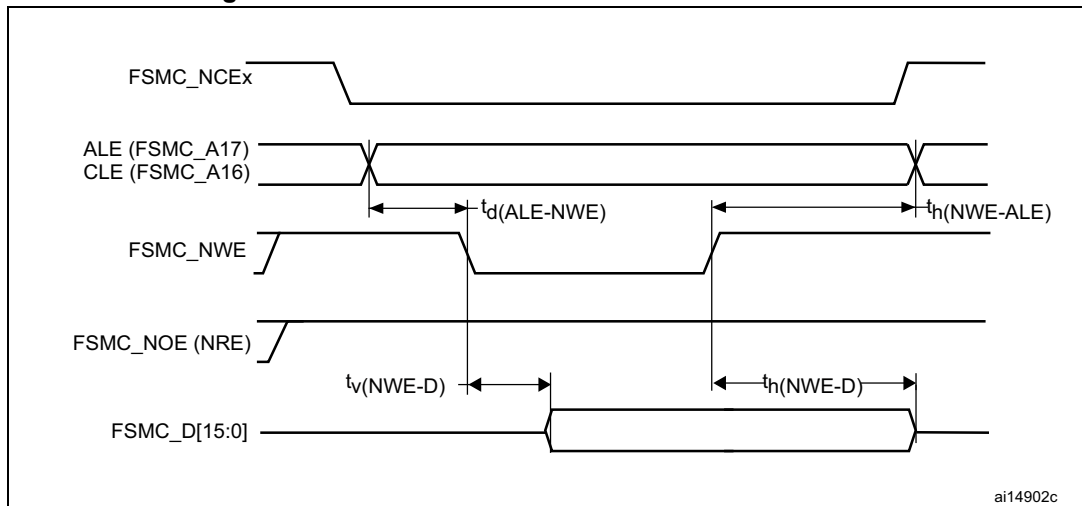 g
FSMC_NCEx
ALE (FSMC_A17)
CLE (FSMC_A16)
td(ALE-NWE)
th(NWE-ALE)
FSMC_NWE
FSMC_NOE (NRE)
tv(NWE-D)
th(NWE-D)
FSMC_D[15:0]
ai14902c